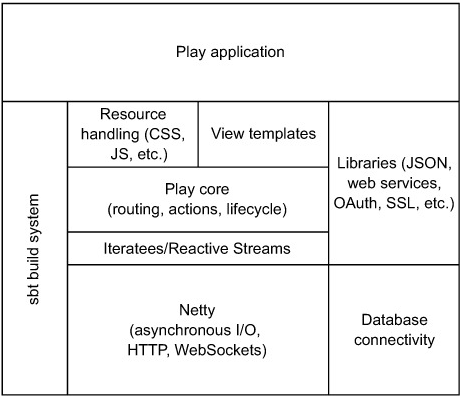 Play application
sbt build system
Resource
handling (CSS,
JS, etc.)
View templates
Libraries (JSON,
web services,
OAuth, SSL, etc.)
Play core
(routing, actions, lifecycle)
Iteratees/Reactive Streams
Netty
(asynchronous I/O,
HTTP, WebSockets)
Database
connectivity